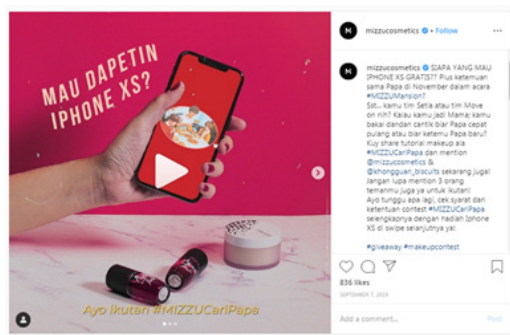 MAU DAPETIN
IPHONE XS?
Ayo Ikutan #MIZZUCariPapa
mizzucosmetics • Follow
mizzucosmetics SIAPA YANG MAU
IPHONE XS GRATIS?? Plus ketemuan
sama Papa di November dalam acara
#MIZZUMansion?
Sst... kamu tim Setia atau tim Move
on nih? Kalau kamu jadi Mama; kamu
bakal dandan cantik biar Papa cepat
pulang atau biar ketemu Papa baru?
Kuy share tutorial makeup ala
#MIZZUCariPapa dan mention
@mizzucosmetics &
@khongguan_biscuits sekarang juga!
Jangan lupa mention 3 orang
temanmu juga ya untuk ikutan!
Ayo tunggu apa lagi, cek syarat dan
ketentuan contest #MIZZUCariPapa
selengkapnya dengan hadiah Iphone
XS di swipe selanjutnya ya!
#giveaway #makeupcontest
836 likes
SEPTEMBER 7, 2019
Add a comment...
Post